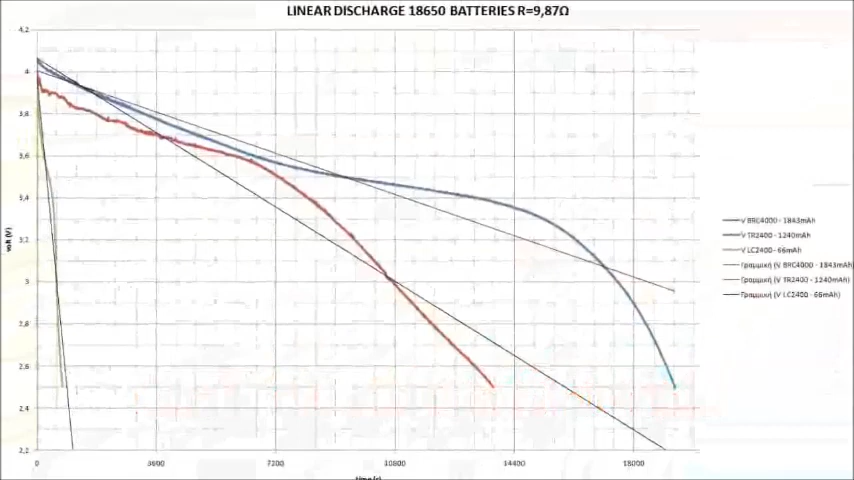 LINEAR DISCHARGE 18650 BATTERIES R=9,87Ω
4,2
4
3,8
3,6
3,4
3,2
3
2,8
2,6
2,4
2,2
volt (V)
0 3600 7200 10800 14400 18000
time (s)
V BRC4000 - 1843mAh
V TR2400 - 1240mAh
V LC2400 - 66mAh
Γραμμική (V BRC4000 - 1843mAh)
Γραμμική (V TR2400 - 1240mAh)
Γραμμική (V LC2400 - 66mAh)